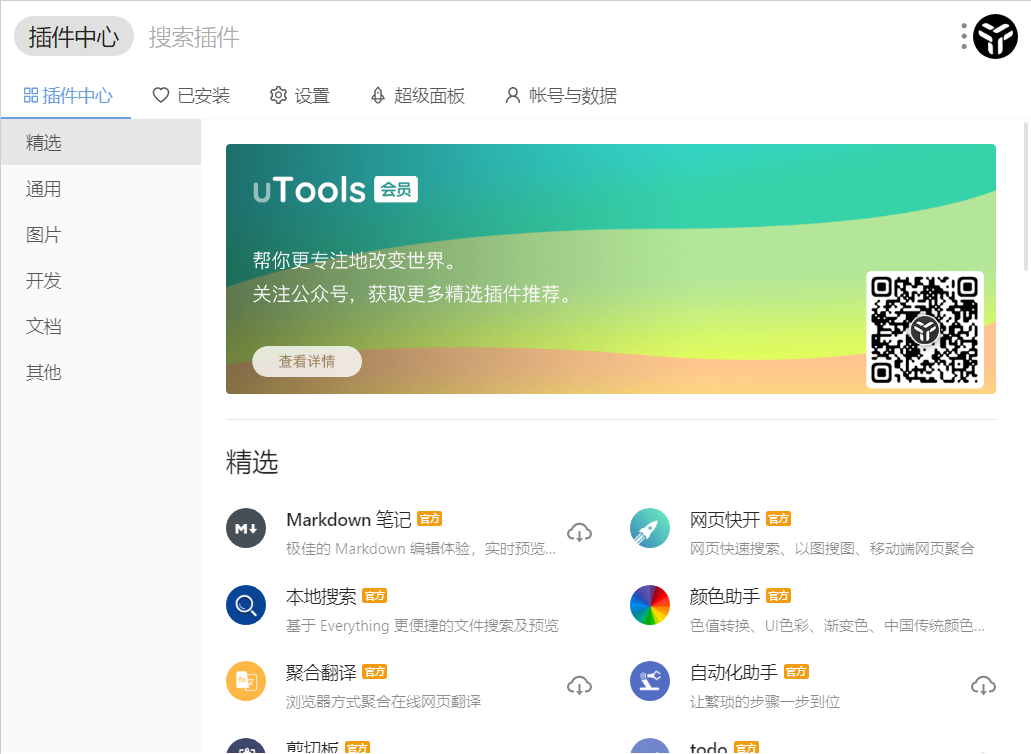 插件中心 搜索插件
插件中心 已安装 设置 超级面板 帐号与数据
精选
通用
图片
开发
文档
其他
uTools 会员
帮你更专注地改变世界。
关注公众号，获取更多精选插件推荐。
查看详情
精选
Markdown 笔记 官方
极佳的 Markdown 编辑体验，实时预览...
网页快开 官方
网页快速搜索、以图搜图、移动端网页聚合
本地搜索 官方
基于 Everything 更便捷的文件搜索及预览
颜色助手 官方
色值转换、UI色彩、渐变色、中国传统颜色...
聚合翻译 官方
浏览器方式聚合在线网页翻译
自动化助手 官方
让繁琐的步骤一步到位
剪切板 官方
todo 官方